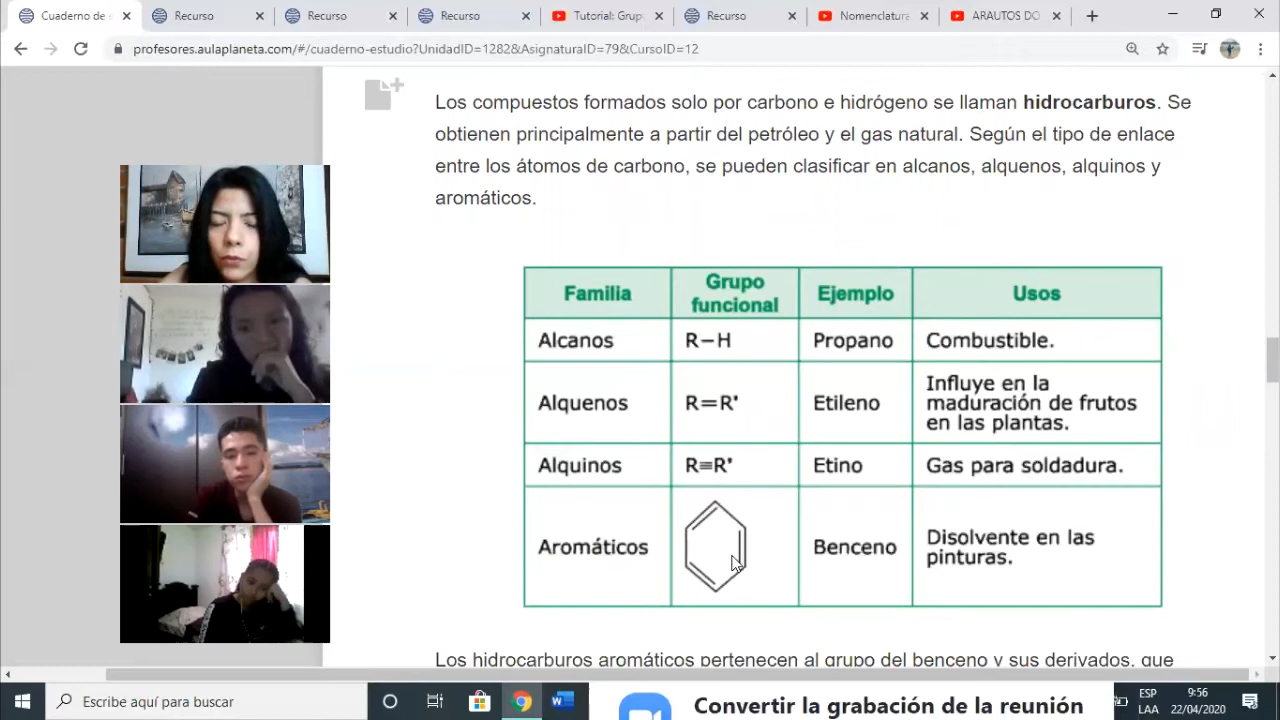 Cuaderno de e
Recurso
Recurso
Recurso
Tutorial: Grup
Recurso
Nomenclatura
ARAUTOS DO
profesores.aulaplaneta.com/#/cuaderno-estudio?UnidadID=1282&AsignaturaID=79&CursoID=12
Los compuestos formados solo por carbono e hidrógeno se llaman hidrocarburos. Se
obtienen principalmente a partir del petróleo y el gas natural. Según el tipo de enlace
entre los átomos de carbono, se pueden clasificar en alcanos, alquenos, alquinos y
aromáticos.
Familia
Grupo
funcional
Ejemplo
Usos
Alcanos
R–H
Propano
Combustible.
Alquenos
R=R'
Etileno
Influye en la
maduración de frutos
en las plantas.
Alquinos
R≡R'
Etino
Gas para soldadura.
Aromáticos
Benceno
Disolvente en las
pinturas.
Los hidrocarburos aromáticos pertenecen al grupo del benceno y sus derivados, que
Escribe aquí para buscar
Convertir la grabación de la reunión
ESP
LAA
9:56
22/04/2020